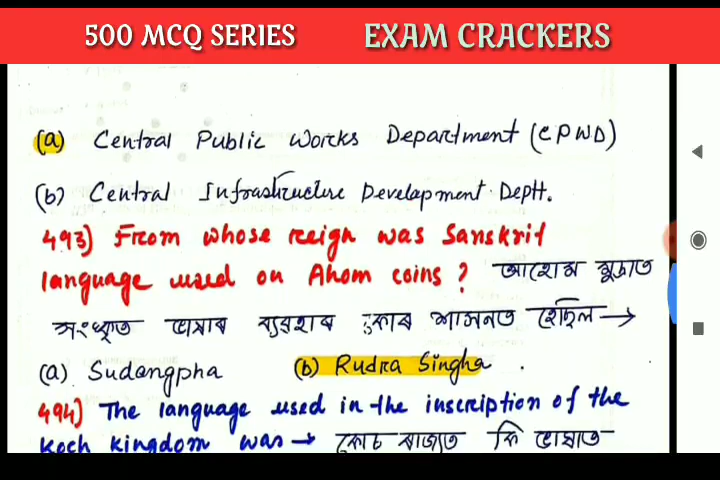 500 MCQ SERIES EXAM CRACKERS
(a) Central Public Works Department (CPWD)
(b) Central Infrastructure Development Deptt.
493) From whose reign was Sanskrit
language used on Ahom coins? আহোম মুদ্ৰাত
সংস্কৃত ভাষাৰ ব্যৱহাৰ কোৰ শাসনত হৈছিল →
(a) Sudangpha (b) Rudra Singha.
494) The language used in the inscription of the
Koch kingdom was → কোচ ৰাজ্যত কি ভাষাত